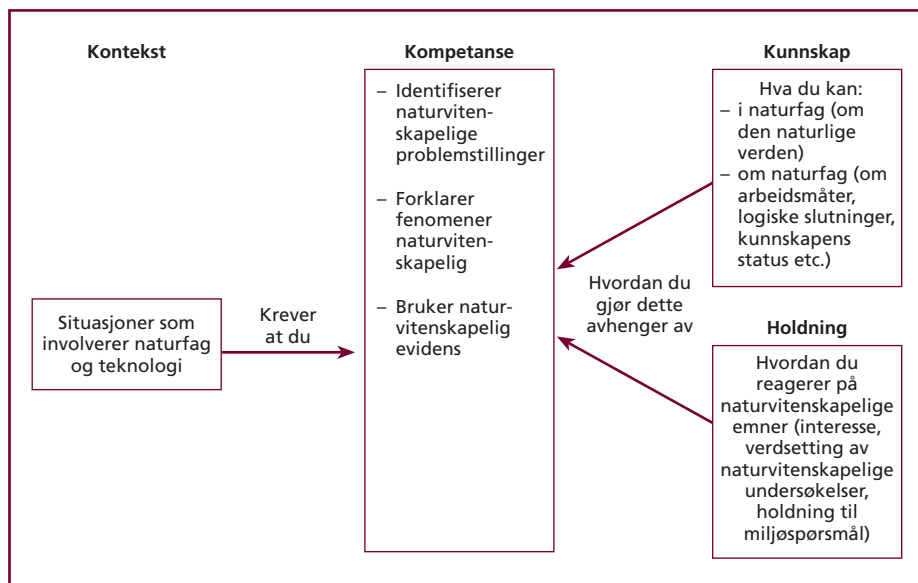 Kontekst
Situasjoner som
involverer naturfag
og teknologi
Krever
at du
Kompetanse
– Identifiserer
naturviten-
skapelige
problemstillinger
– Forklarer
fenomener
naturviten-
skapelig
– Bruker natur-
vitenskapelig
evidens
Hvordan du
gjør dette
avhenger av
Kunnskap
Hva du kan:
– i naturfag (om
den naturlige
verden)
– om naturfag (om
arbeidsmåter,
logiske slutninger,
kunnskapens
status etc.)
Holdning
Hvordan du
reagerer på
naturvitenskapelige
emner (interesse,
verdsetting av
naturvitenskapelige
undersøkelser,
holdning til
miljøspørsmål)